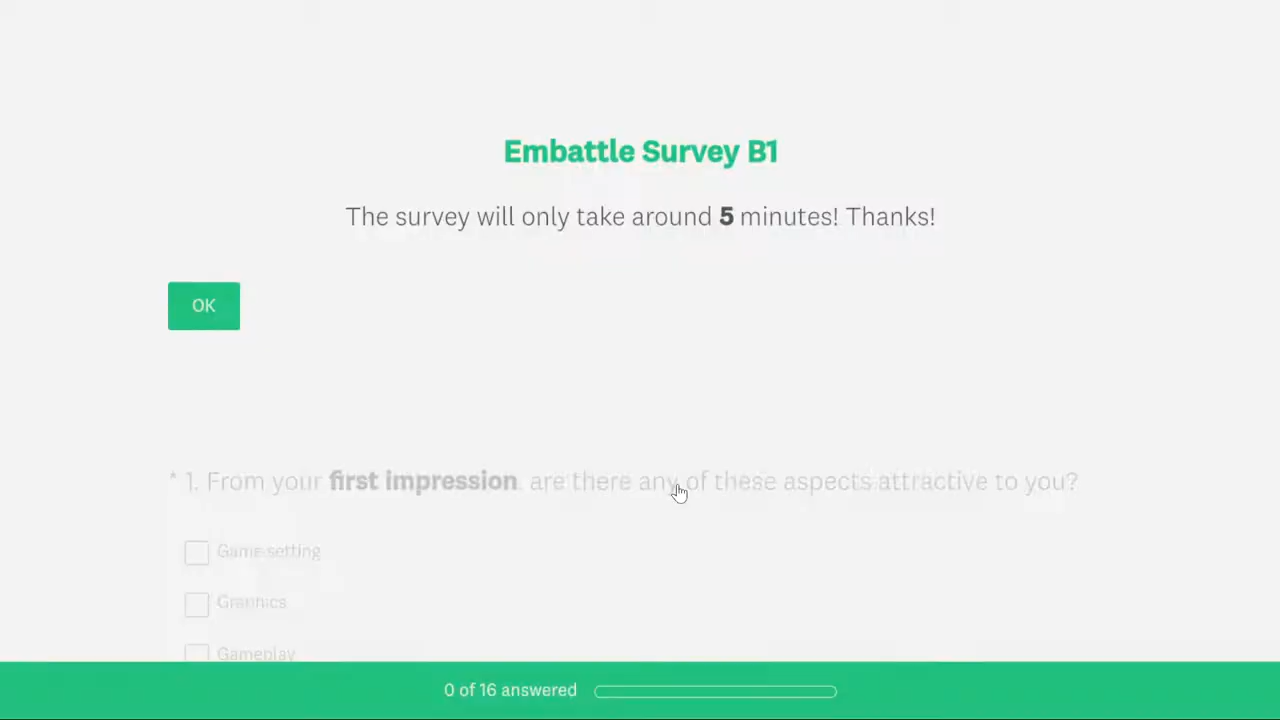 Embattle Survey B1
The survey will only take around 5 minutes! Thanks!
OK
* 1. From your first impression, are there any of these aspects attractive to you?
Game setting
Graphics
Gameplay
0 of 16 answered